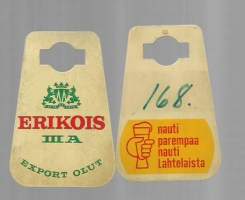 ERIKOIS
III A
EXPORT OLUT
168.
nauti
parempaa
nauti
Lahtelaista